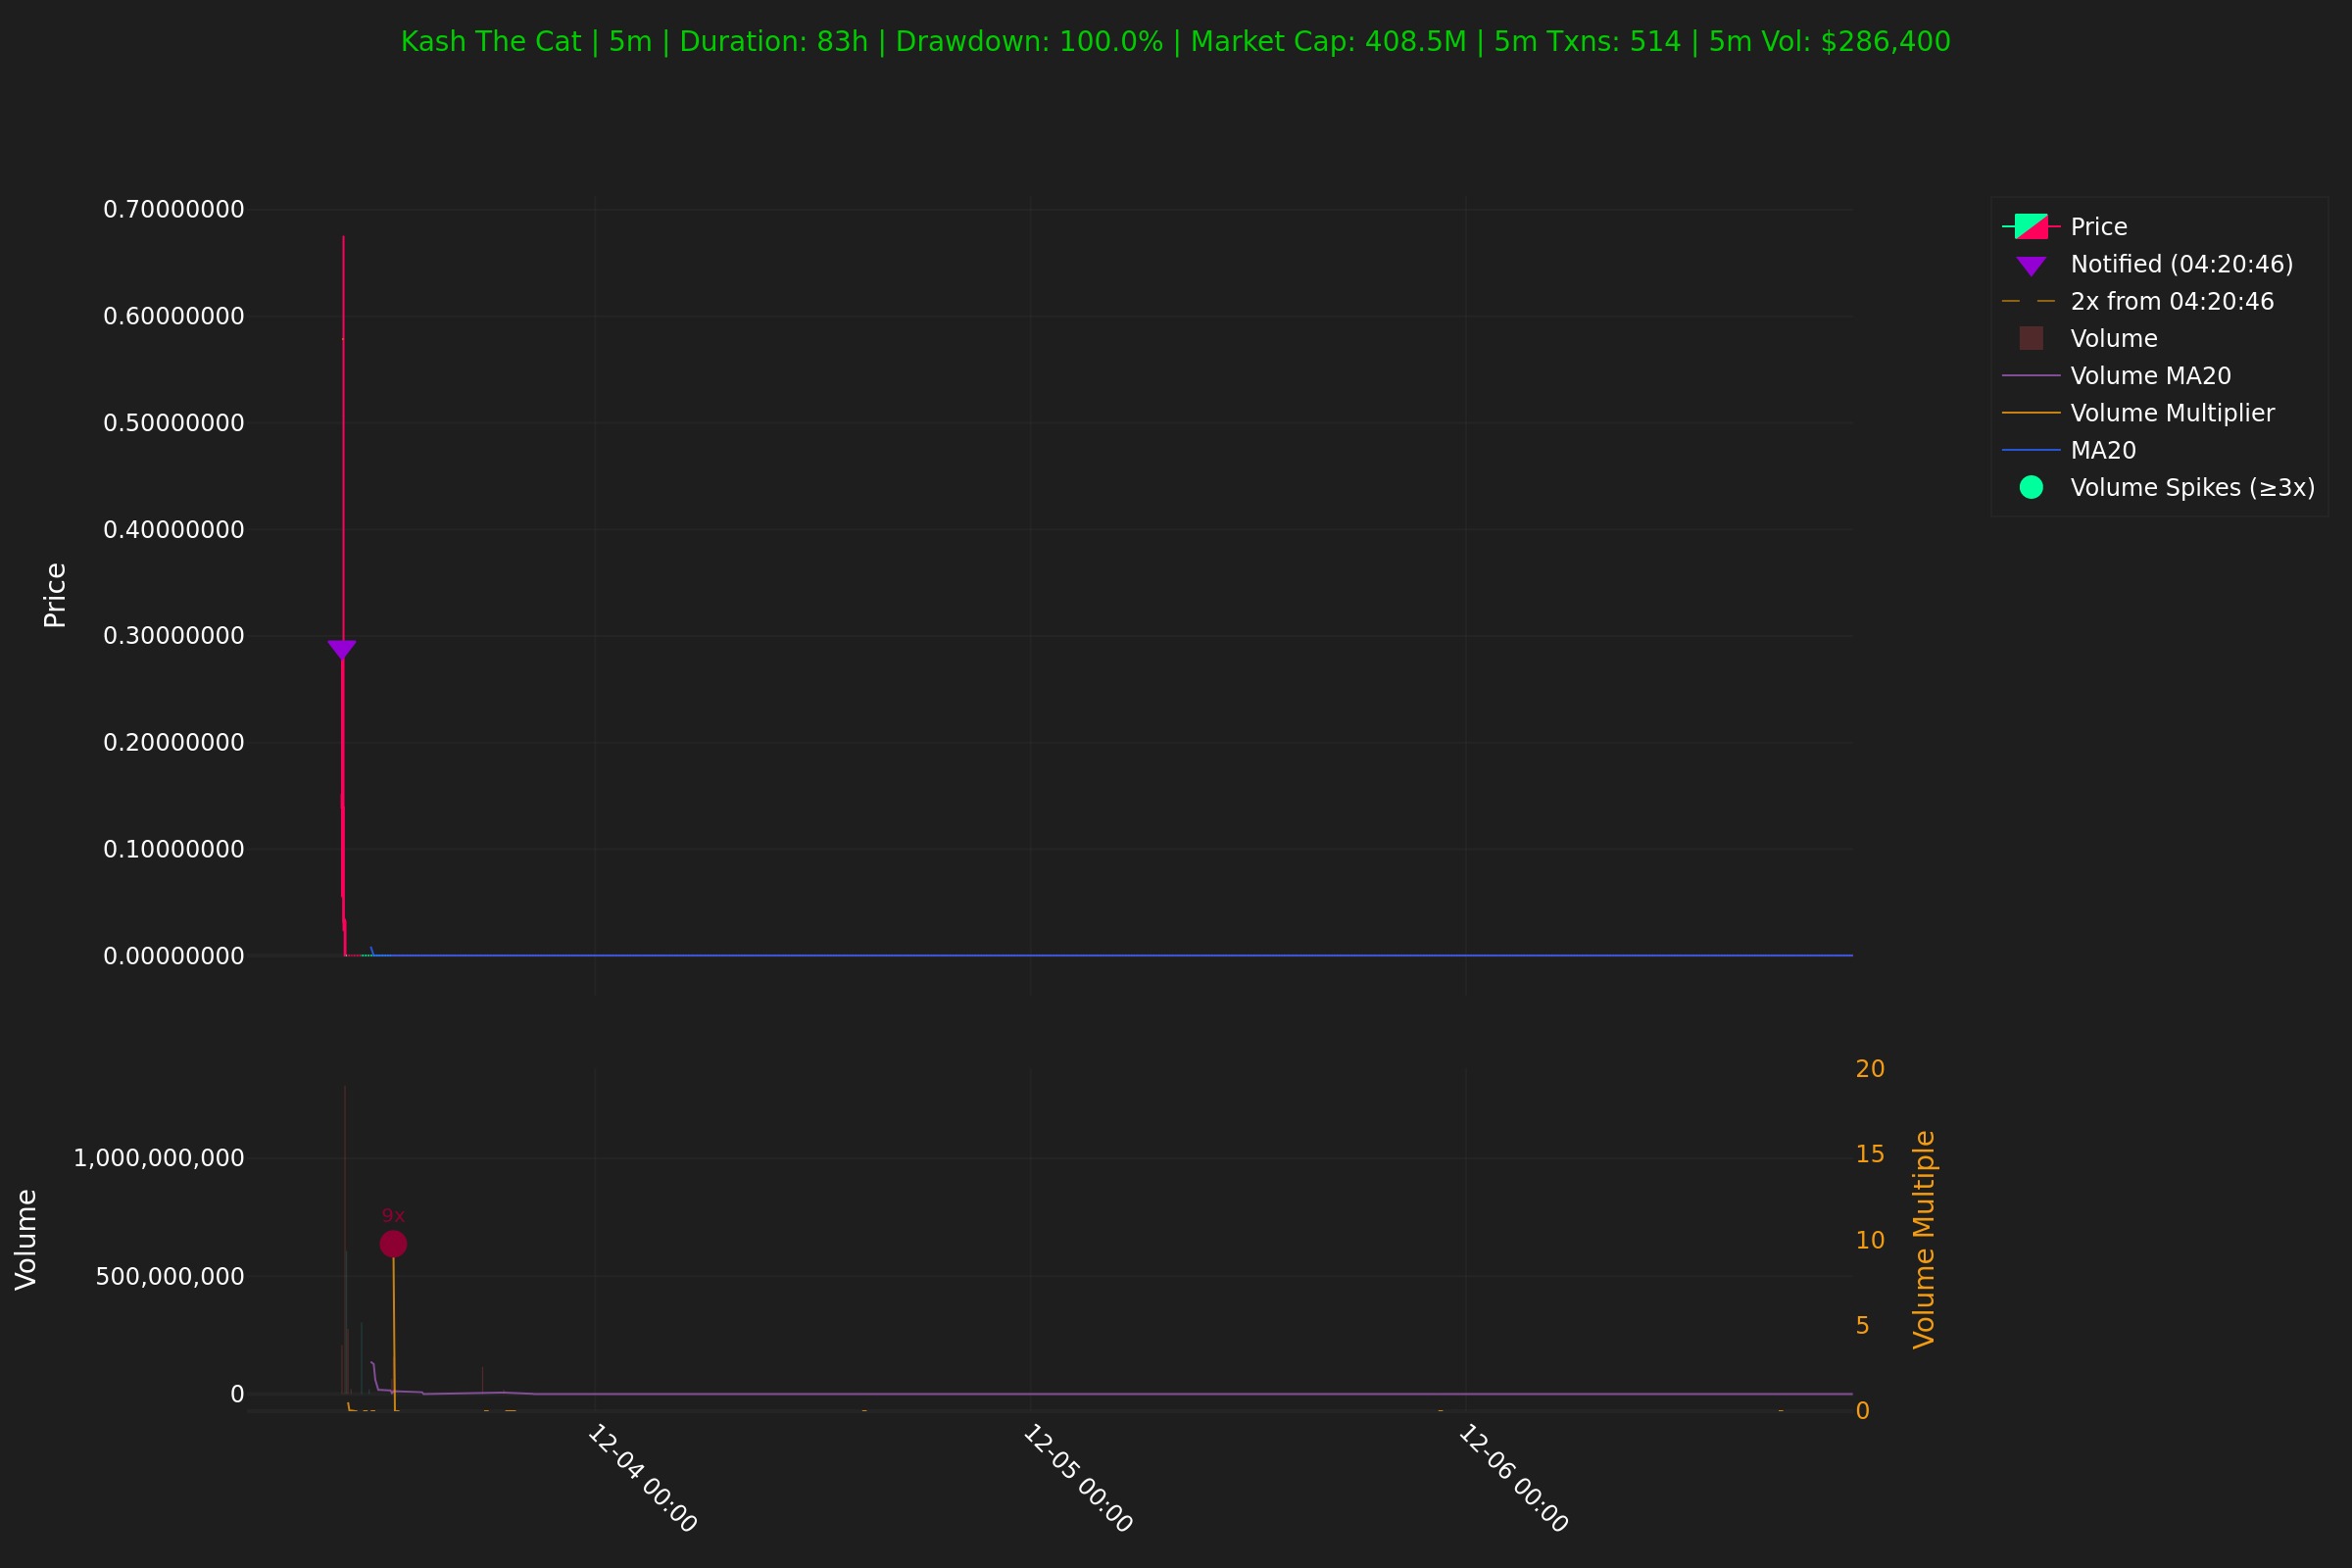 Kash The Cat | 5m | Duration: 83h | Drawdown: 100.0% | Market Cap: 408.5M | 5m Txns: 514 | 5m Vol: $286,400
0.70000000
0.60000000
0.50000000
0.40000000
0.30000000
0.20000000
0.10000000
0.00000000
Price
Price
Notified (04:20:46)
2x from 04:20:46
Volume
Volume MA20
Volume Multiplier
MA20
Volume Spikes (≥3x)
1,000,000,000
500,000,000
0
Volume
9x
20
15
10
5
0
Volume Multiple
12-04 00:00
12-05 00:00
12-06 00:00